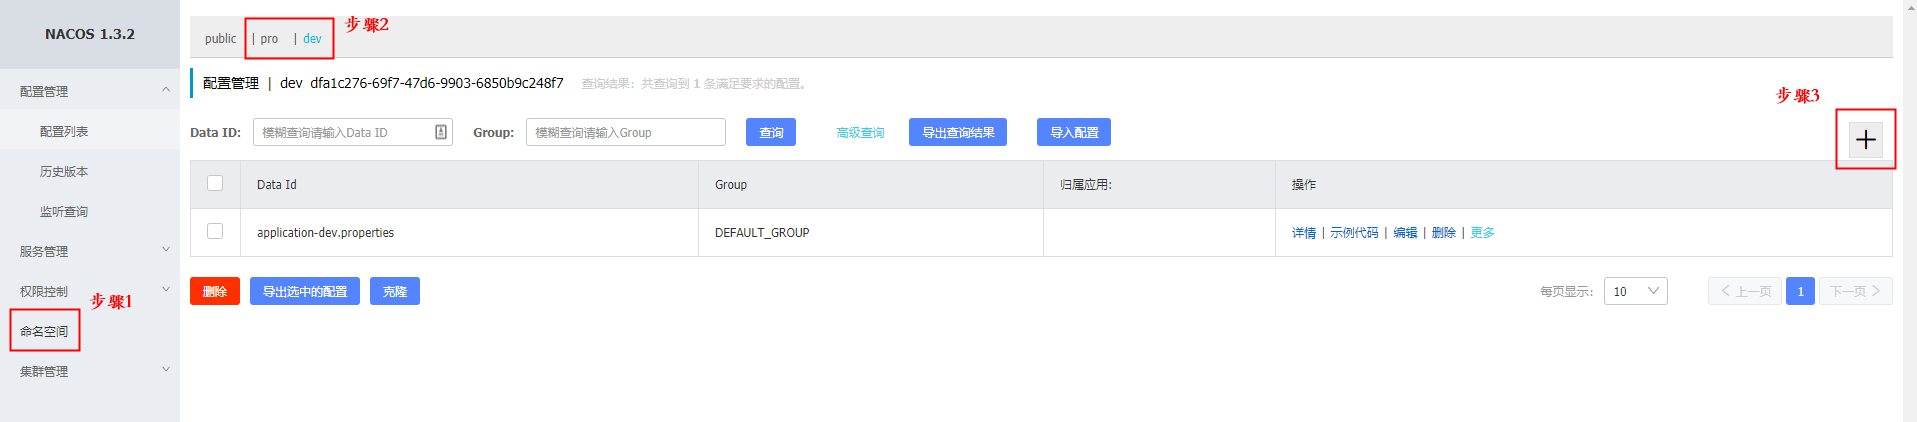 NACOS 1.3.2
配置管理
配置列表
历史版本
监听查询
服务管理
权限控制
步骤1
命名空间
集群管理
public | pro | dev
步骤2
配置管理 | dev dfa1c276-69f7-47d6-9903-6850b9c248f7 查询结果：共查询到 1 条满足要求的配置。
步骤3
Data ID: 模糊查询请输入Data ID Group: 模糊查询请输入Group 查询 高级查询 导出查询结果 导入配置
Data Id Group 归属应用: 操作
application-dev.properties DEFAULT_GROUP 详情 | 示例代码 | 编辑 | 删除 | 更多
删除 导出选中的配置 克隆 每页显示: 10 上一页 1 下一页